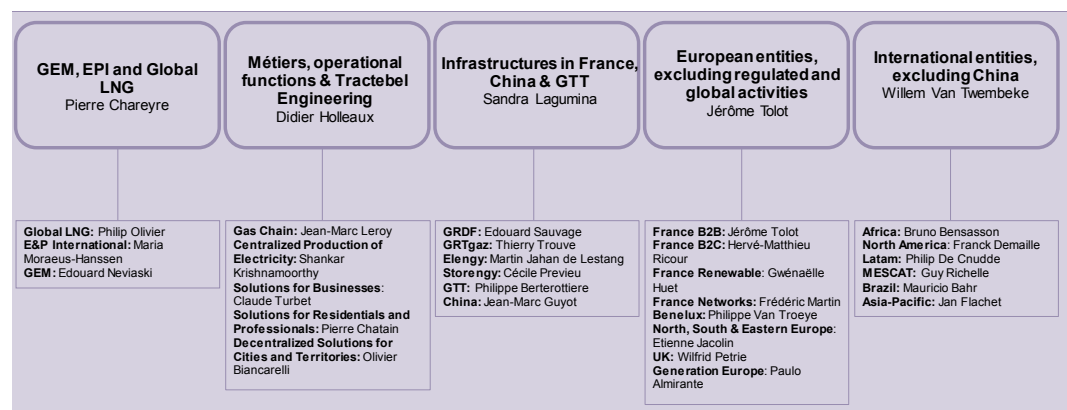 GEM, EPI and Global
LNG
Pierre Chareyre
Métiers, operational
functions & Tractebel
Engineering
Didier Holleaux
Infrastructures in France,
China & GTT
Sandra Lagumina
European entities,
excluding regulated and
global activities
Jérôme Tolot
International entities,
excluding China
Willem Van Twembeke
Global LNG: Philip Olivier
E&P International: Maria
Moraeus-Hanssen
GEM: Edouard Neviaski
Gas Chain: Jean-Marc Leroy
Centralized Production of
Electricity: Shankar
Krishnamoorthy
Solutions for Businesses:
Claude Turbet
Solutions for Residentials and
Professionals: Pierre Chatain
Decentralized Solutions for
Cities and Territories: Olivier
Biancarelli
GRDF: Edouard Sauvage
GRTgaz: Thierry Trouve
Elengy: Martin Jahan de Lestang
Storengy: Cécile Previeu
GTT: Philippe Berterottiere
China: Jean-Marc Guyot
France B2B: Jérôme Tolot
France B2C: Hervé-Matthieu
Ricour
France Renewable: Gwénaëlle
Huet
France Networks: Frédéric Martin
Benelux: Philippe Van Troeye
North, South & Eastern Europe:
Etienne Jacolin
UK: Wilfrid Petrie
Generation Europe: Paulo
Almirante
Africa: Bruno Bensasson
North America: Franck Demaille
Latam: Philip De Cnudde
MESCAT: Guy Richelle
Brazil: Mauricio Bahr
Asia-Pacific: Jan Flachet